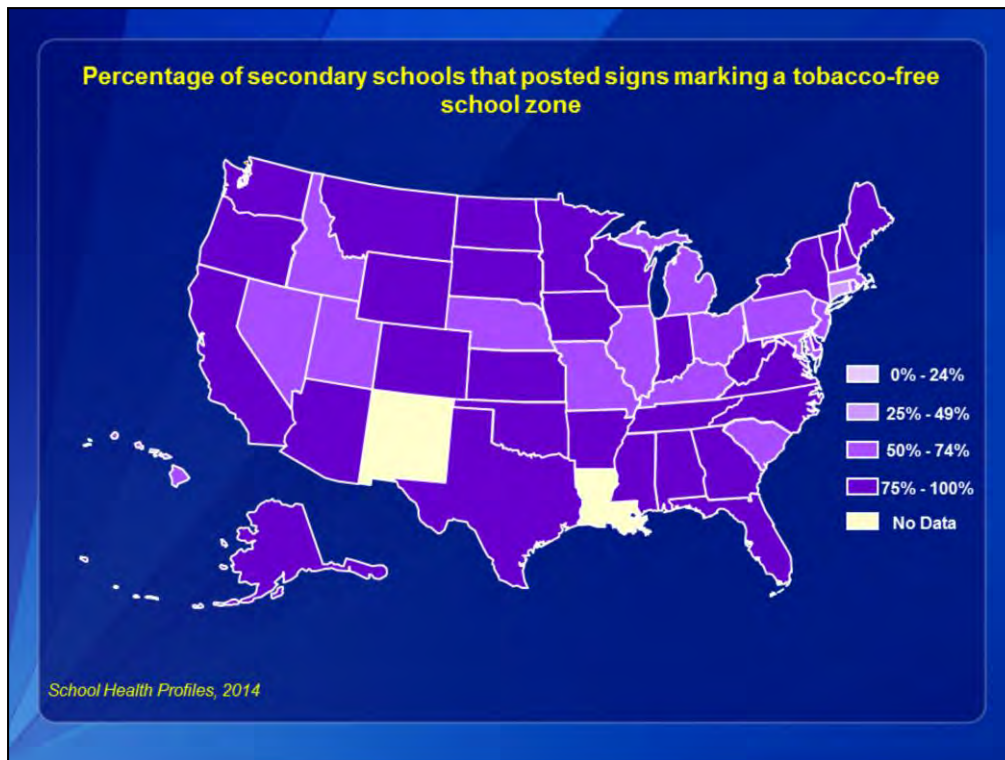 Percentage of secondary schools that posted signs marking a tobacco-free
school zone
0% - 24%
25% - 49%
50% - 74%
75% - 100%
No Data
School Health Profiles, 2014